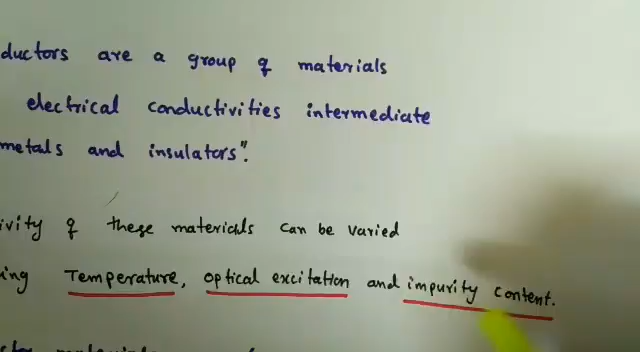 ductors are a group of materials
electrical conductivities intermediate
metals and insulators".
ivity of these materials can be varied
ing Temperature, optical excitation and impurity content.